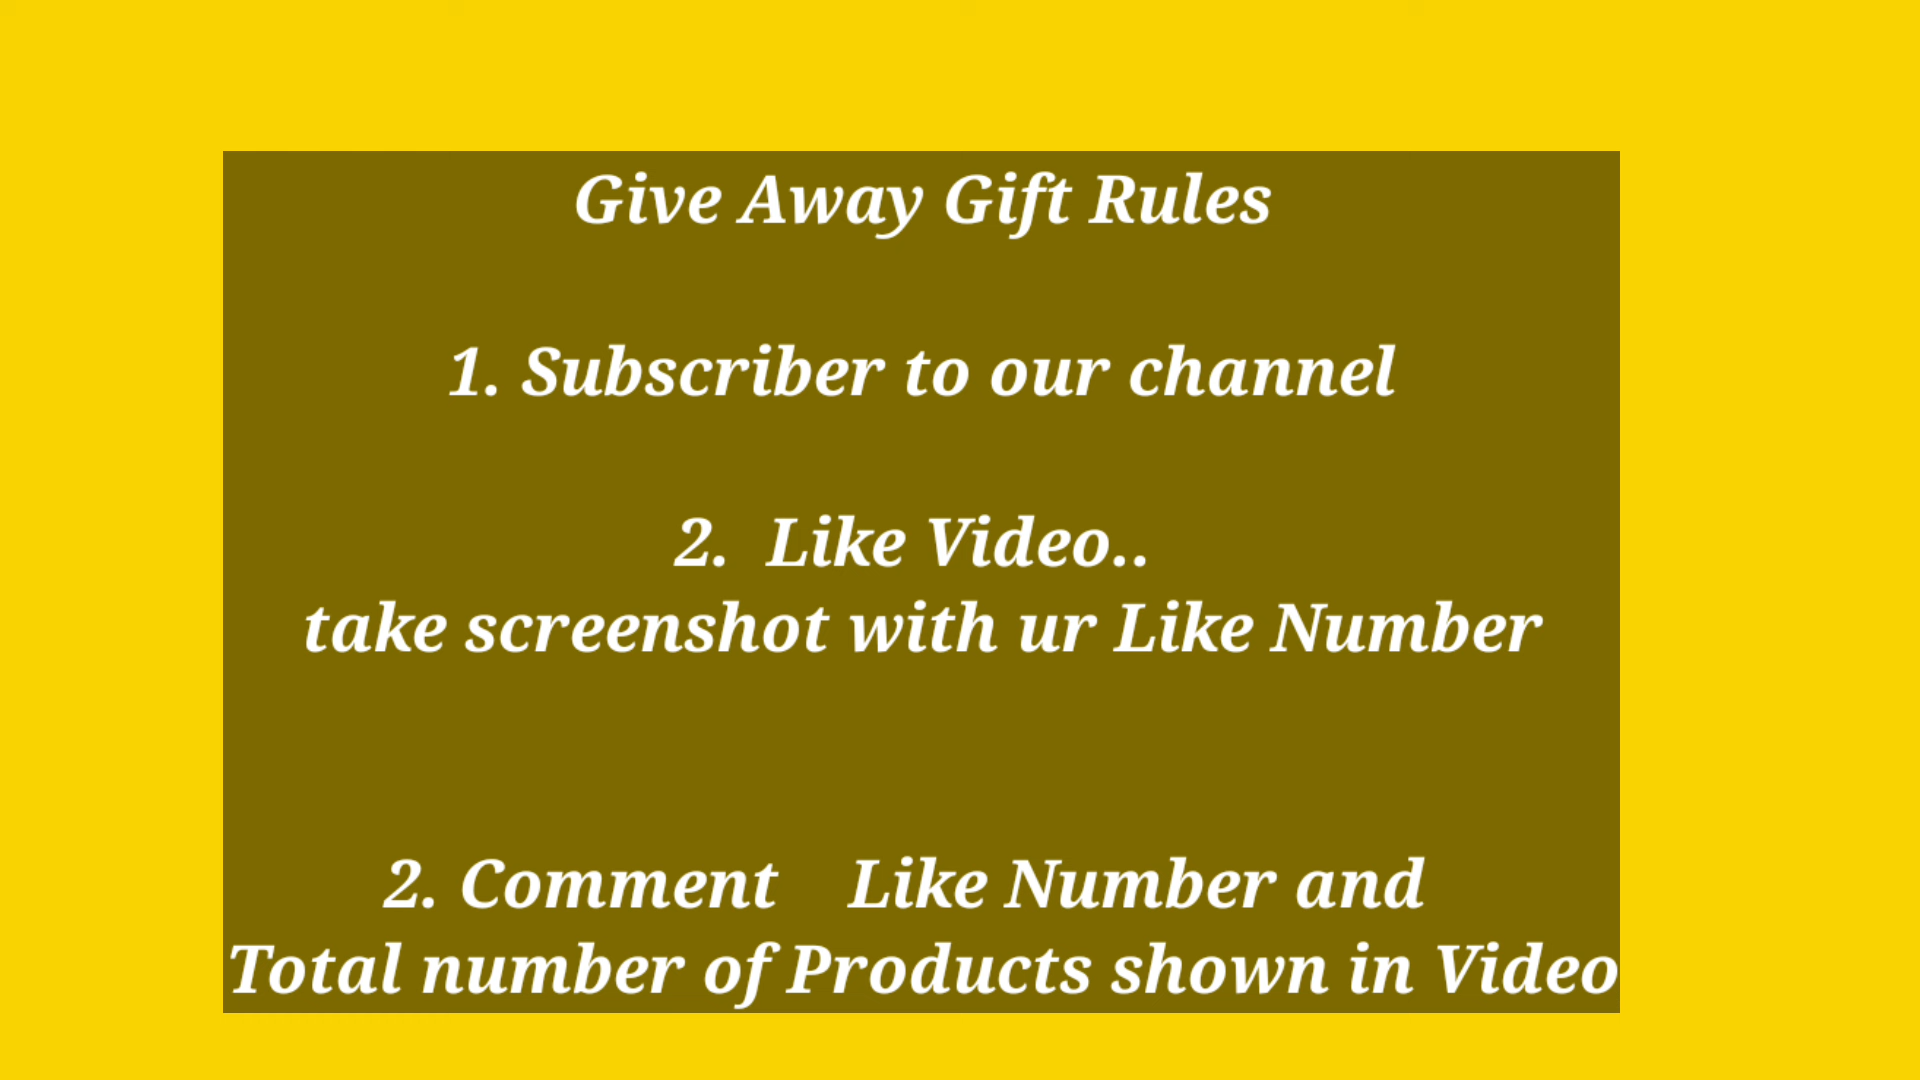 Give Away Gift Rules
1. Subscriber to our channel
2. Like Video..
take screenshot with ur Like Number
2. Comment Like Number and
Total number of Products shown in Video